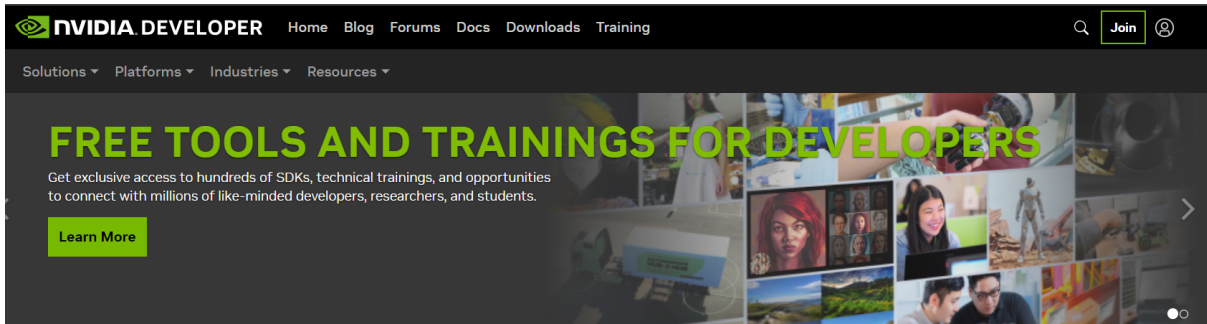 NVIDIA. DEVELOPER Home Blog Forums Docs Downloads Training Join
Solutions Platforms Industries Resources
FREE TOOLS AND TRAININGS FOR DEVELOPERS
Get exclusive access to hundreds of SDKs, technical trainings, and opportunities
to connect with millions of like-minded developers, researchers, and students.
Learn More